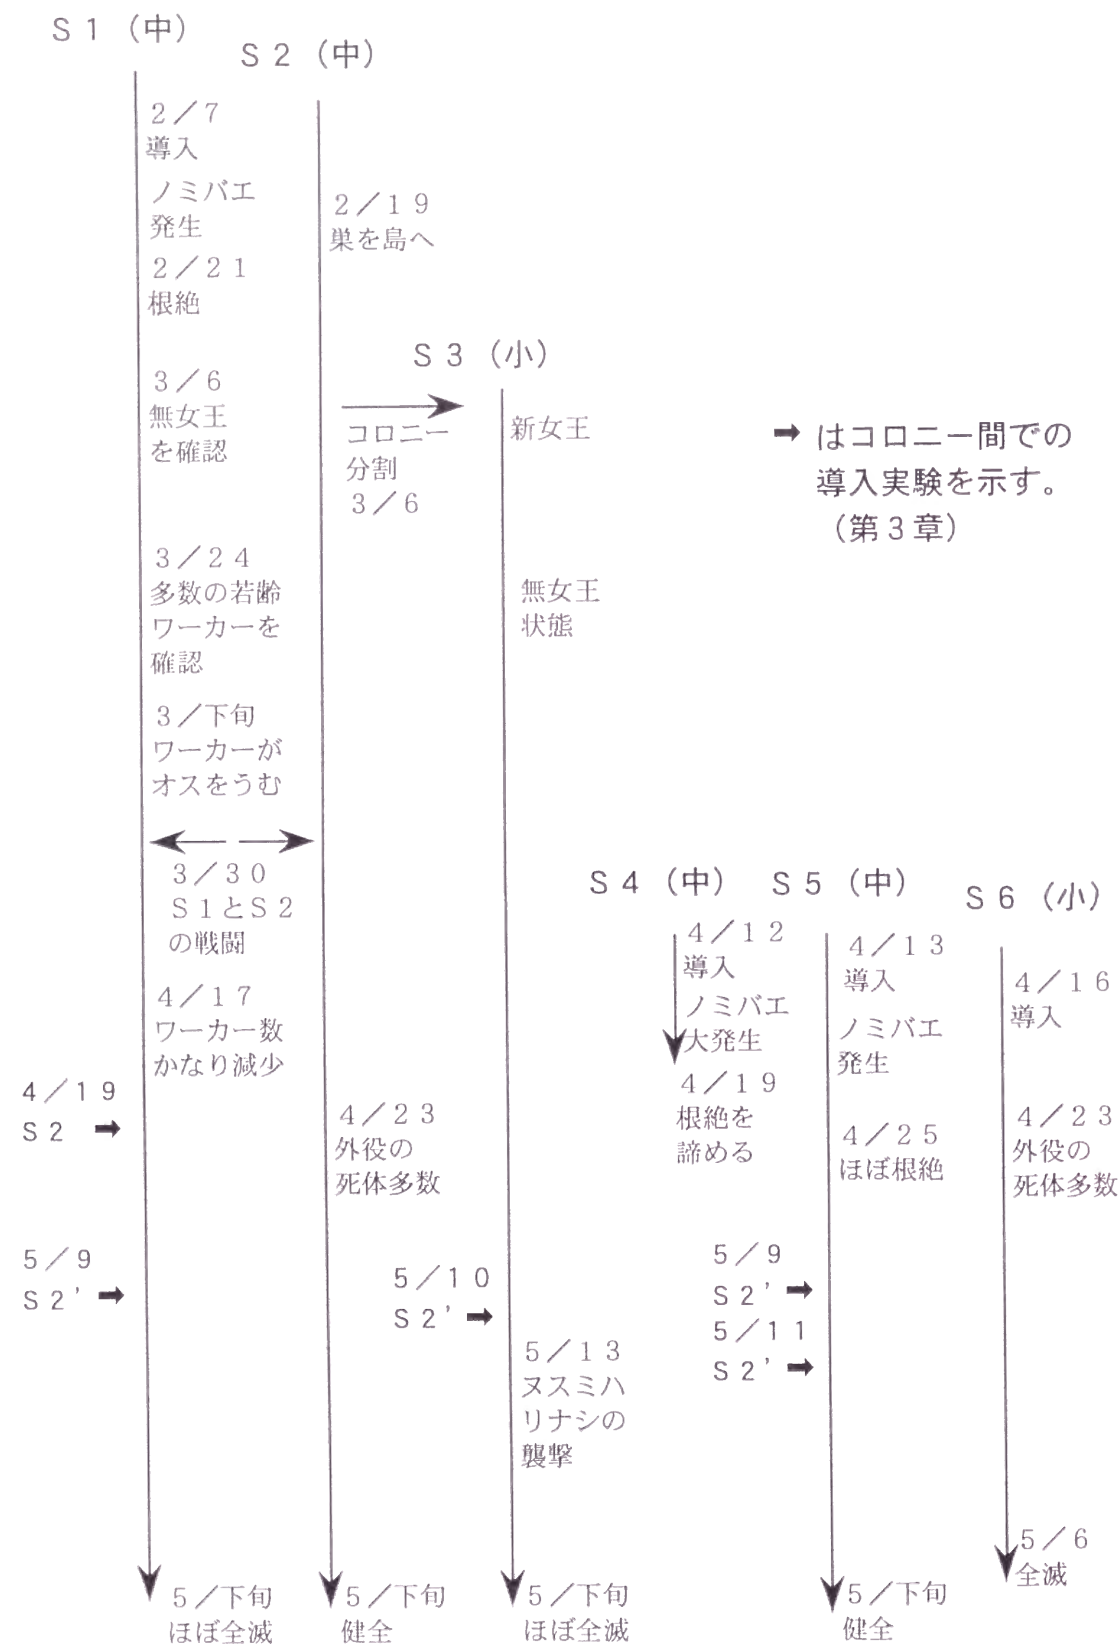 S1（中）
2／7
導入
ノミバエ
発生
2／21
根絶
3／6
無女王
を確認
3／24
多数の若齢
ワーカーを
確認
3／下旬
ワーカーが
オスをうむ
3／30
S1とS2
の戦闘
4／17
ワーカー数
かなり減少
4／19
S2 ➡
5／9
S2' ➡
5／下旬
ほぼ全滅
S2（中）
2／19
巣を島へ
コロニー
分割
3／6
4／23
外役の
死体多数
5／下旬
健全
S3（小）
新女王
無女王
状態
5／10
S2' ➡
5／13
ヌスミハ
リナシの
襲撃
5／下旬
ほぼ全滅
➡ はコロニー間での
導入実験を示す。
（第3章）
S4（中）
4／12
導入
ノミバエ
大発生
4／19
根絶を
諦める
S5（中）
4／13
導入
ノミバエ
発生
4／25
ほぼ根絶
5／9
S2' ➡
5／11
S2' ➡
5／下旬
健全
S6（小）
4／16
導入
4／23
外役の
死体多数
5／6
全滅